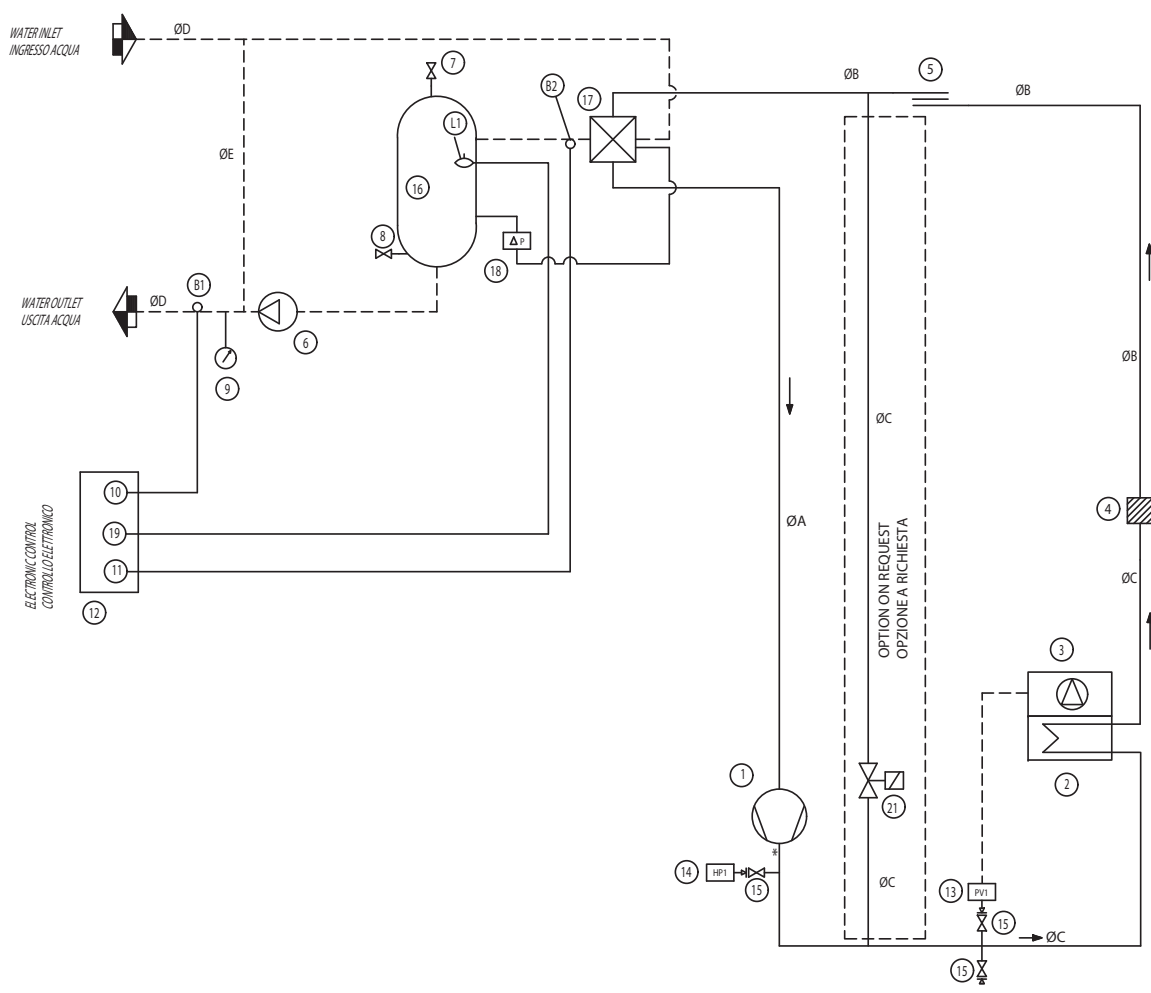 WATER INLET
INGRESSO ACQUA
ØD
7
B2
17
ØB
5
ØB
L1
ØE
16
8
Δ P
18
B1
WATER OUTLET
USCITA ACQUA
ØD
6
9
ØB
ØC
ELECTRONIC CONTROL
CONTROLLO ELETTRONICO
10
19
11
12
ØA
OPTION ON REQUEST
OPZIONE A RICHIESTA
4
ØC
3
1
2
21
*
14
HP1
15
ØC
13
PV1
15
ØC
15